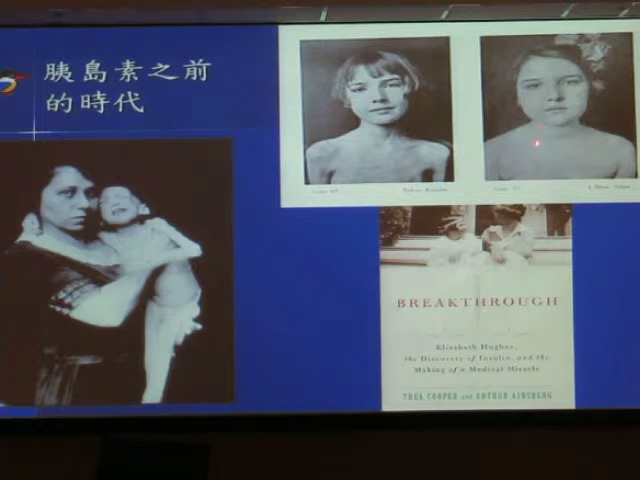 胰島素之前
的時代
BREAKTHROUGH
Elizabeth Hughes,
the Discovery of Insulin, and the
Making of a Medical Miracle
THEA COOPER and ARTHUR AINSBERG